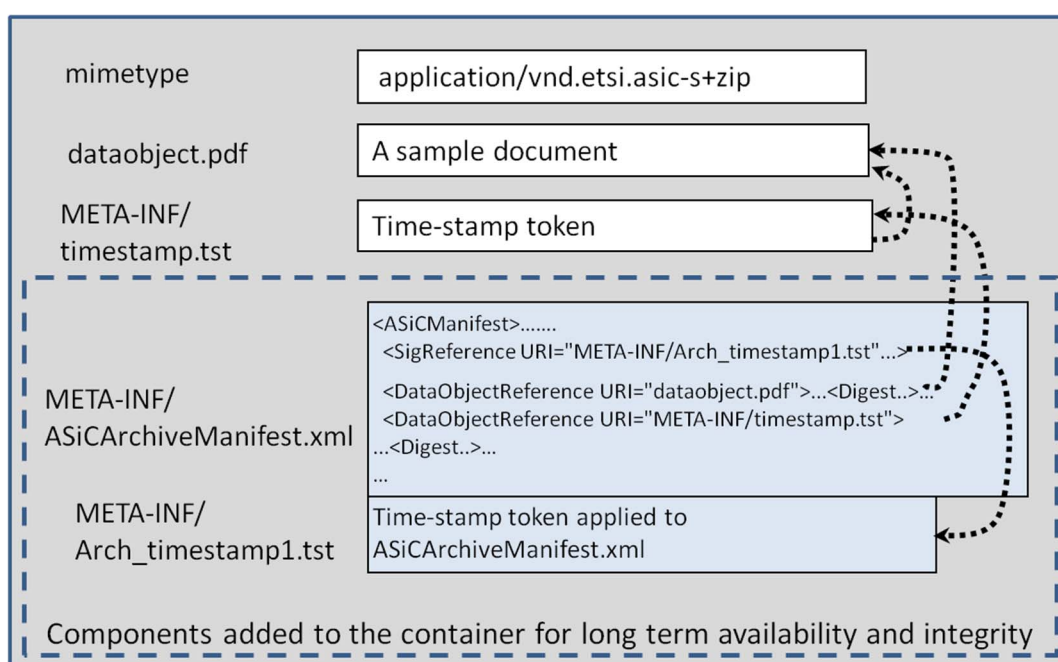 mimetype
application/vnd.etsi.asic-s+zip
dataobject.pdf
A sample document
META-INF/
timestamp.tst
Time-stamp token
META-INF/
ASiCArchiveManifest.xml
<ASiCManifest>.......
<SigReference URI="META-INF/Arch_timestamp1.tst"...>
<DataObjectReference URI="dataobject.pdf">...<Digest..>...
<DataObjectReference URI="META-INF/timestamp.tst">
...<Digest..>...
...
META-INF/
Arch_timestamp1.tst
Time-stamp token applied to
ASiCArchiveManifest.xml
Components added to the container for long term availability and integrity